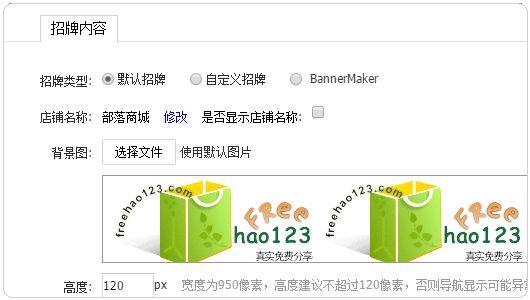 招牌内容
招牌类型: 默认招牌 自定义招牌 BannerMaker
店铺名称: 部落商城 修改 是否显示店铺名称:
背景图: 选择文件 使用默认图片
freehao123.com FREE freehao123.com FREE
hao123 hao123
真实免费分享 真实免费分享
高度: 120 px 宽度为950像素，高度建议不超过120像素，否则导航显示可能异